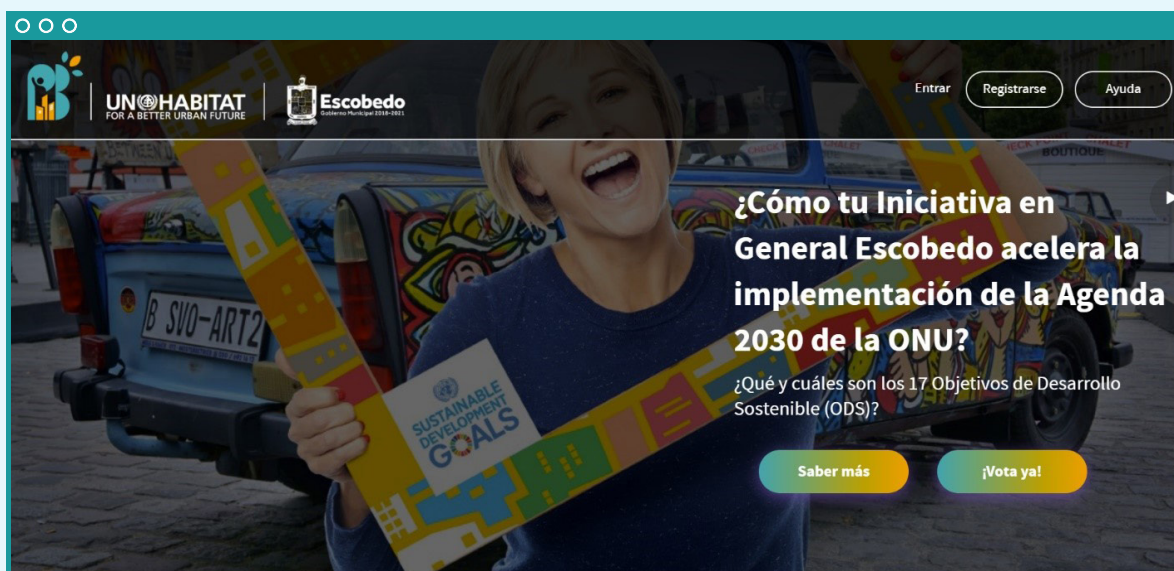 UN HABITAT
FOR A BETTER URBAN FUTURE
Escobedo
Gobierno Municipal 2018-2021
Entrar
Registrarse
Ayuda
BOUTIQUE
¿Cómo tu Iniciativa en
General Escobedo acelera la
implementación de la Agenda
2030 de la ONU?
¿Qué y cuáles son los 17 Objetivos de Desarrollo
Sostenible (ODS)?
Saber más
¡Vota ya!
B SVO-ART2
SUSTAINABLE
DEVELOPMENT
GOALS